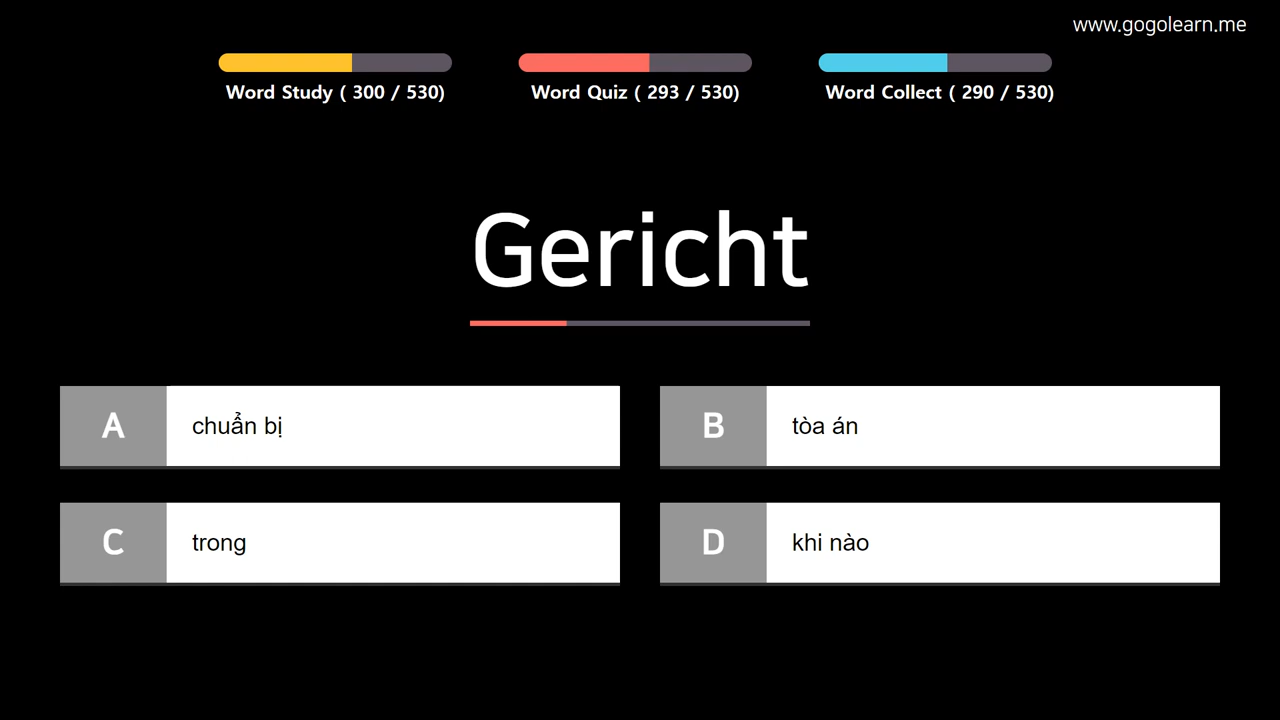 www.gogolearn.me
Word Study ( 300 / 530)
Word Quiz ( 293 / 530)
Word Collect ( 290 / 530)
Gericht
A
chuẩn bị
B
tòa án
C
trong
D
khi nào